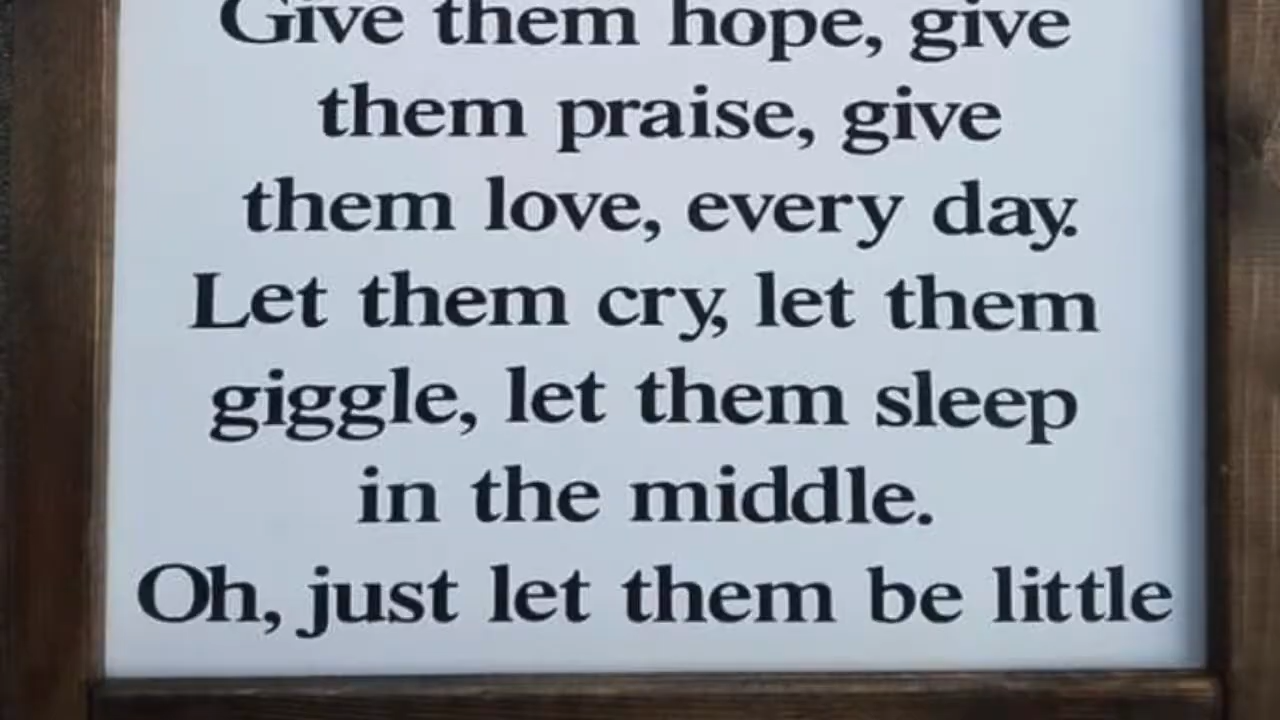 Give them hope, give
them praise, give
them love, every day.
Let them cry, let them
giggle, let them sleep
in the middle.
Oh, just let them be little